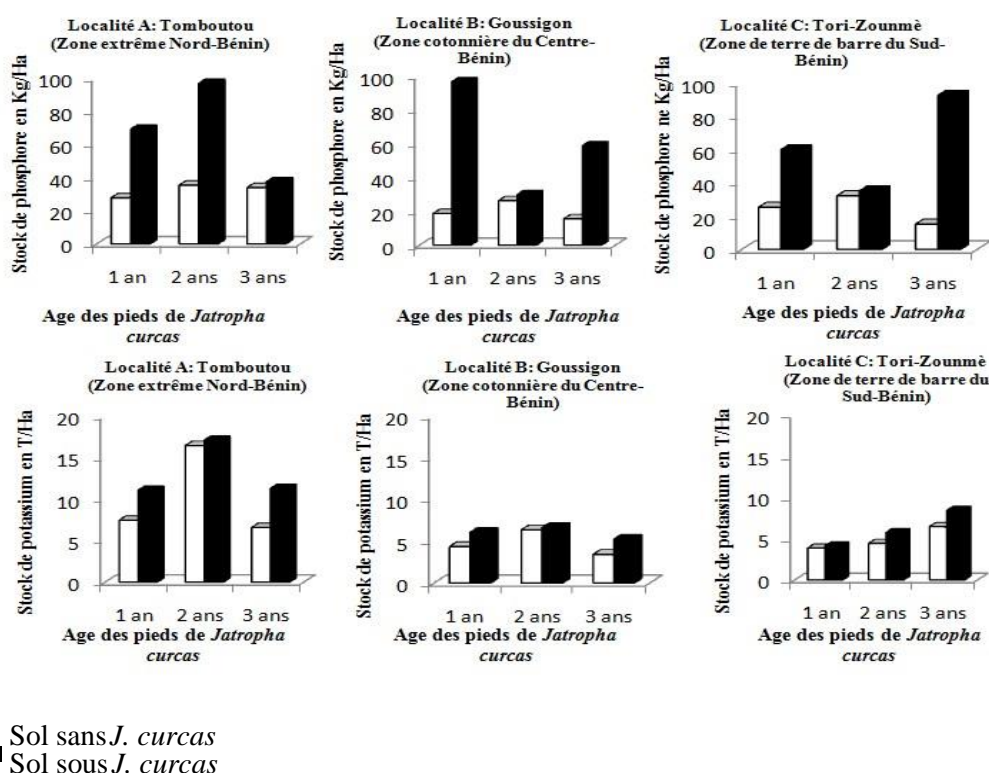 Localité A: Tomboutou
(Zone extrême Nord-Bénin)
Stock de phosphore en Kg/Ha
100
80
60
40
20
0
1 an 2 ans 3 ans
Age des pieds de Jatropha
curcas
Localité B: Goussigon
(Zone cotonnière du Centre-
Bénin)
Stock de phosphore en Kg/Ha
100
80
60
40
20
0
1 an 2 ans 3 ans
Age des pieds de Jatropha
curcas
Localité C: Tori-Zounmè
(Zone de terre de barre du Sud-
Bénin)
Stock de phosphore ne Kg/Ha
100
80
60
40
20
0
1 an 2 ans 3 ans
Age des pieds de Jatropha
curcas
Localité A: Tomboutou
(Zone extrême Nord-Bénin)
Stock de potassium en T/Ha
20
15
10
5
0
1 an 2 ans 3 ans
Age des pieds de Jatropha
curcas
Localité B: Goussigon
(Zone cotonnière du Centre-
Bénin)
Stock de potassium en T/Ha
20
15
10
5
0
1 an 2 ans 3 ans
Age des pieds de Jatropha
curcas
Localité C: Tori-Zounmè
(Zone de terre de barre du
Sud-Bénin)
Stock de potassium en T/Ha
20
15
10
5
0
1 an 2 ans 3 ans
Age des pieds de Jatropha
curcas
Sol sans J. curcas
Sol sous J. curcas